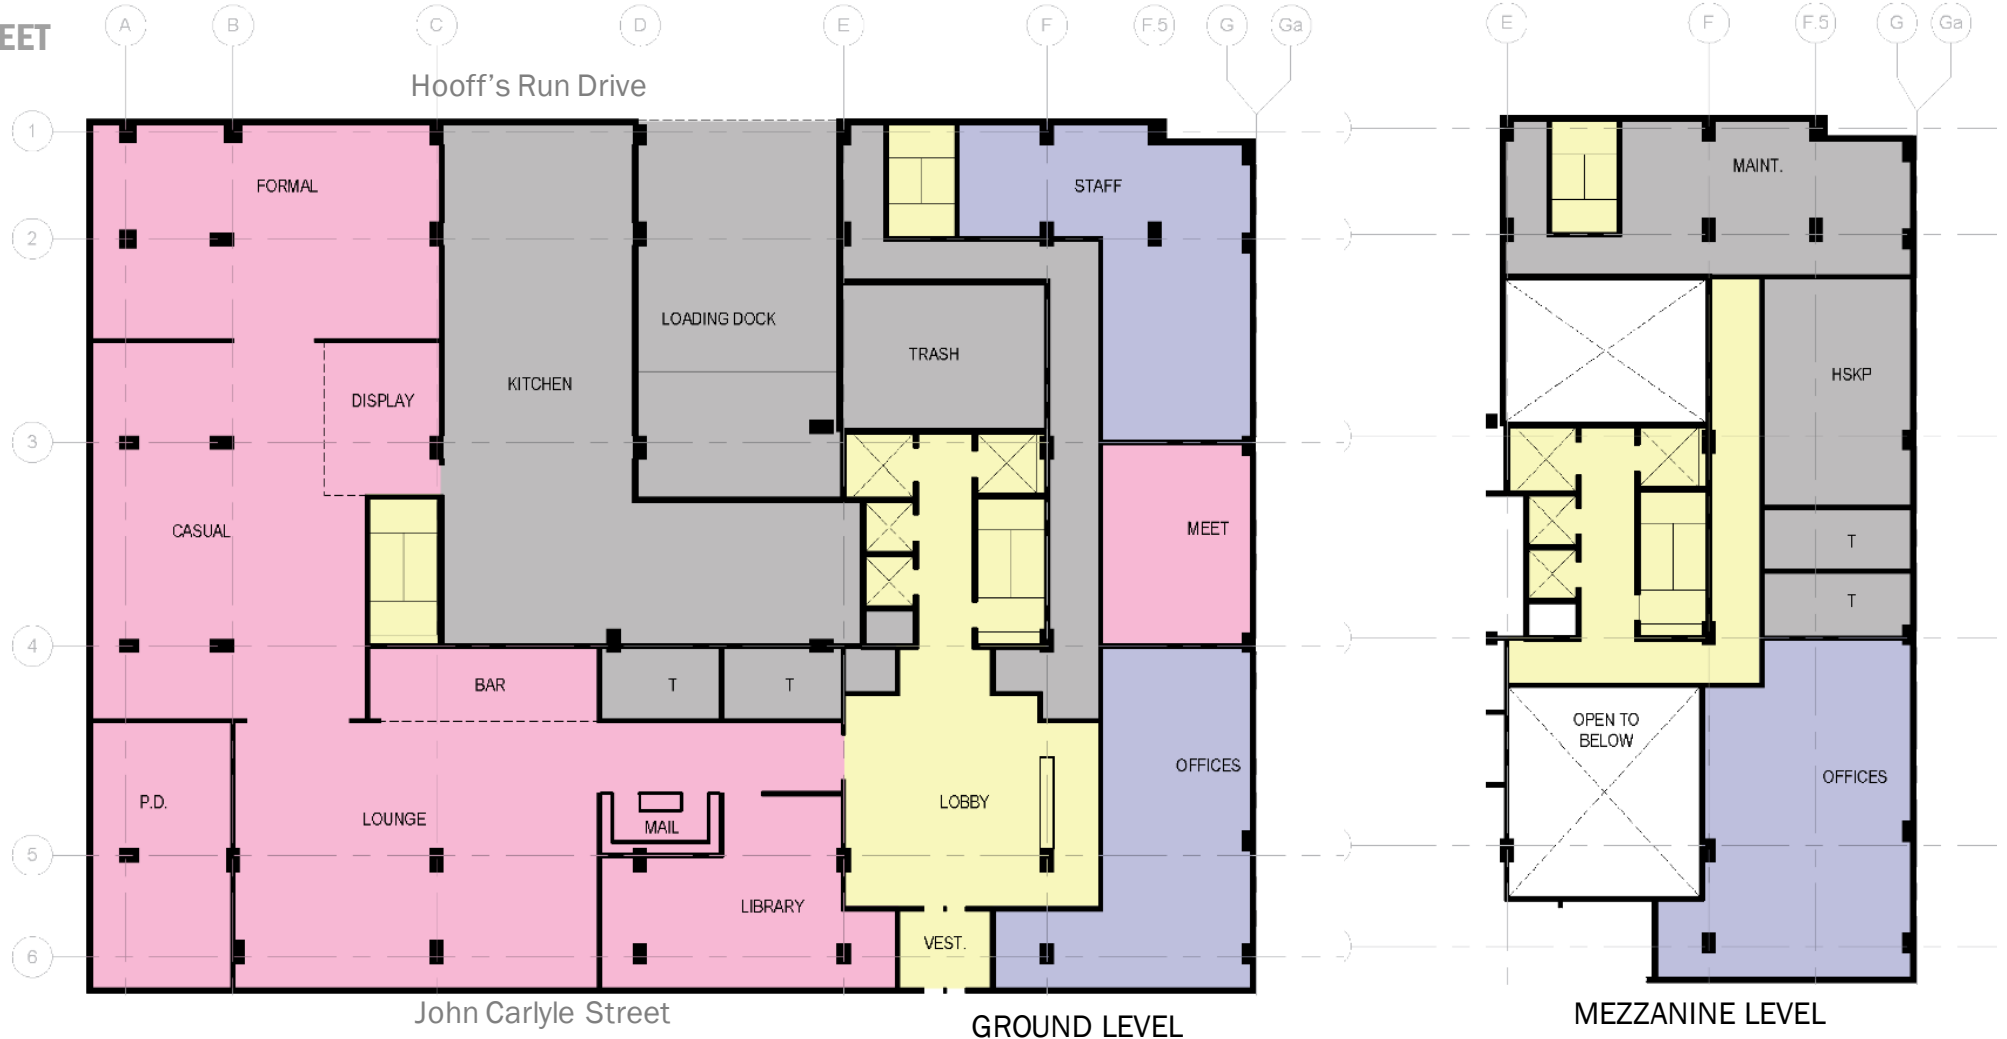 EET
A B C D E F F.5 G Ga
E F F.5 G Ga
Hooff's Run Drive
1
2
3
4
5
6
FORMAL
STAFF
MAINT.
LOADING DOCK
TRASH
KITCHEN
DISPLAY
HSKP
CASUAL
MEET
T
T
BAR
T
T
OPEN TO
BELOW
OFFICES
OFFICES
P.D.
LOUNGE
MAIL
LOBBY
LIBRARY
VEST.
John Carlyle Street
GROUND LEVEL
MEZZANINE LEVEL